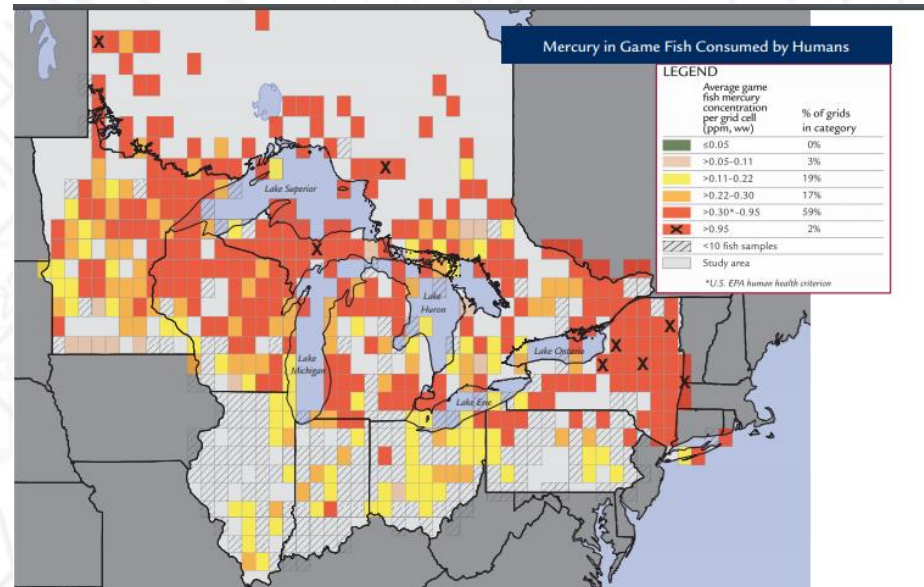 Mercury in Game Fish Consumed by Humans
LEGEND
Average game
fish mercury
concentration
per grid cell
(ppm, ww)
% of grids
in category
≤0.05 0%
>0.05–0.11 3%
>0.11–0.22 19%
>0.22–0.30 17%
>0.30*–0.95 59%
X >0.95 2%
<10 fish samples
Study area
*U.S. EPA human health criterion
X
X
Lake Superior
X
Lake
Huron
Lake
Michigan
Lake Ontario
Lake Erie
X
X
X
X
X